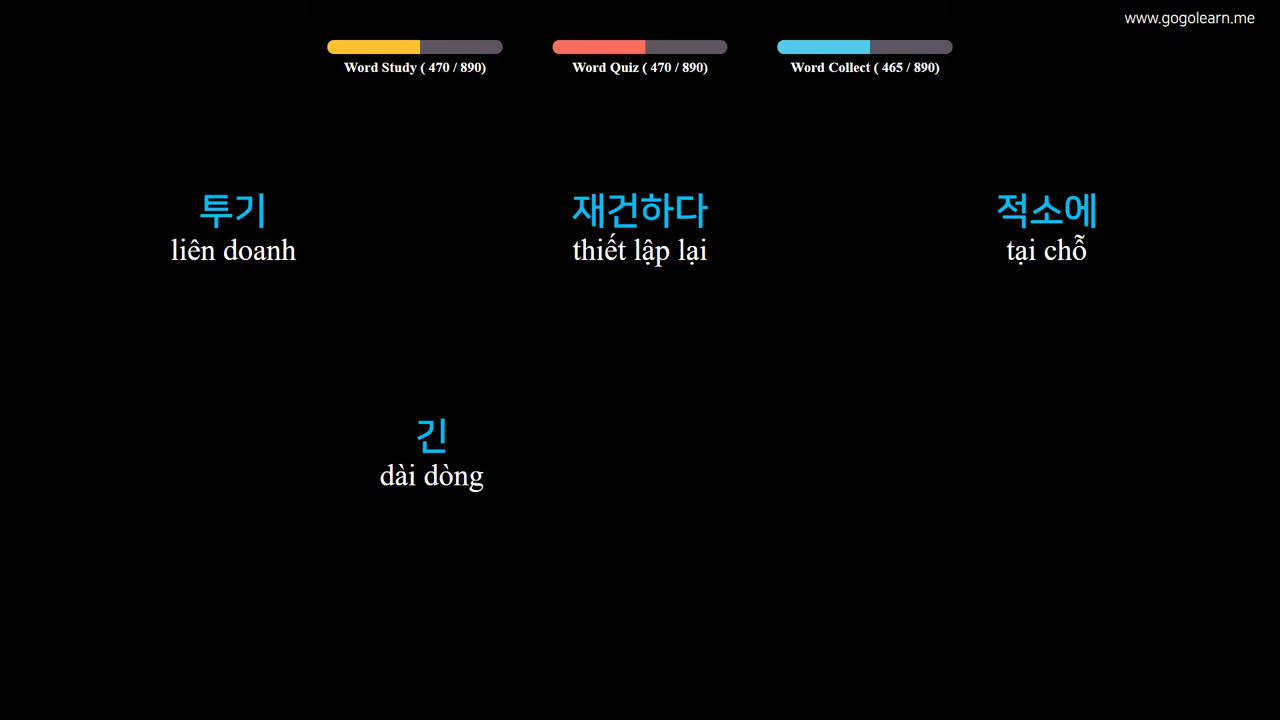 www.gogolearn.me
Word Study ( 470 / 890)
Word Quiz ( 470 / 890)
Word Collect ( 465 / 890)
투기
liên doanh
재건하다
thiết lập lại
적소에
tại chỗ
긴
dài dòng